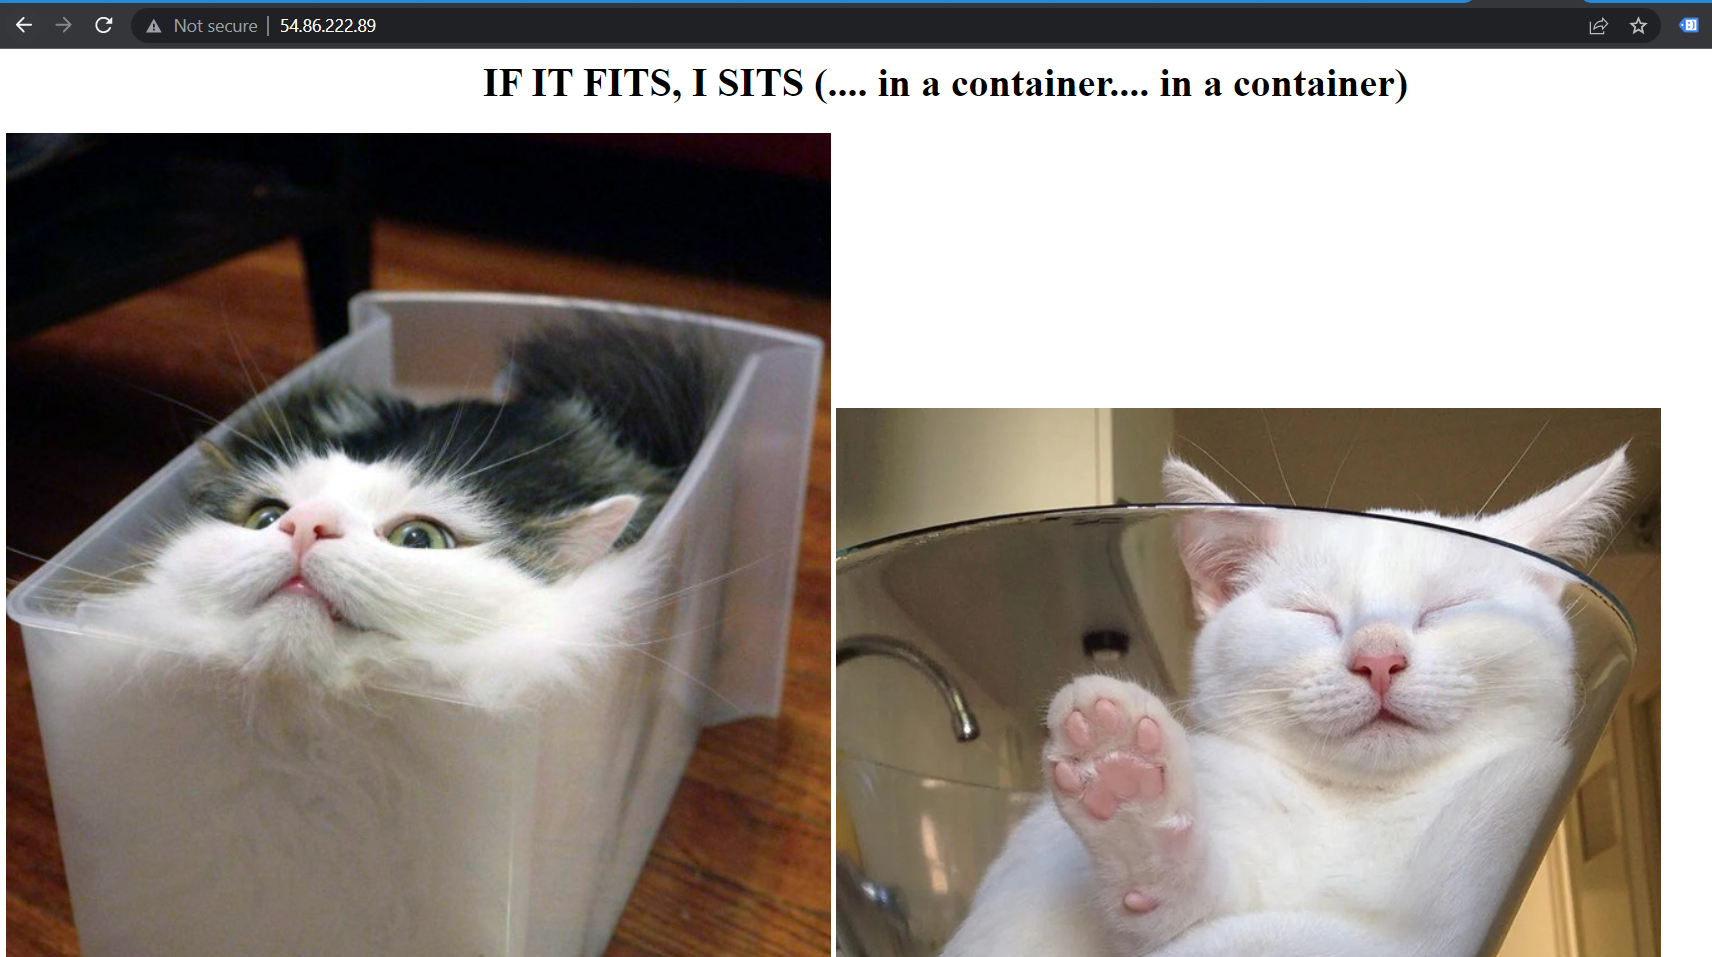 Not secure | 54.86.222.89
IF IT FITS, I SITS (.... in a container.... in a container)